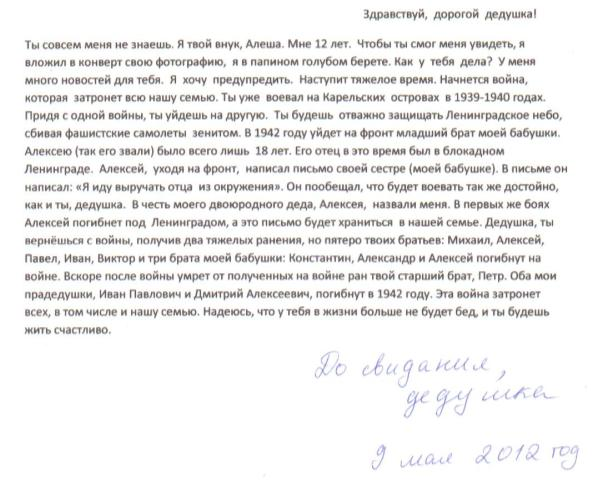 Здравствуй, дорогой дедушка!
Ты совсем меня не знаешь. Я твой внук, Алеша. Мне 12 лет. Чтобы ты смог меня увидеть, я
вложил в конверт свою фотографию, я в папином голубом берете. Как у тебя дела? У меня
много новостей для тебя. Я хочу предупредить. Наступит тяжелое время. Начнется война,
которая затронет всю нашу семью. Ты уже воевал на Карельских островах в 1939-1940 годах.
Придя с одной войны, ты уйдешь на другую. Ты будешь отважно защищать Ленинградское небо,
сбивая фашистские самолеты зенитом. В 1942 году уйдет на фронт младший брат моей бабушки.
Алексею (так его звали) было всего лишь 18 лет. Его отец в это время был в блокадном
Ленинграде. Алексей, уходя на фронт, написал письмо своей сестре (моей бабушке). В письме он
написал: «Я иду выручать отца из окружения». Он пообещал, что будет воевать так же достойно,
как и ты, дедушка. В честь моего двоюродного деда, Алексея, назвали меня. В первых же боях
Алексей погибнет под Ленинградом, а это письмо будет храниться в нашей семье. Дедушка, ты
вернёшься с войны, получив два тяжелых ранения, но пятеро твоих братьев: Михаил, Алексей,
Павел, Иван, Виктор и три брата моей бабушки: Константин, Александр и Алексей погибнут на
войне. Вскоре после войны умрет от полученных на войне ран твой старший брат, Петр. Оба мои
прадедушки, Иван Павлович и Дмитрий Алексеевич, погибнут в 1942 году. Эта война затронет
всех, в том числе и нашу семью. Надеюсь, что у тебя в жизни больше не будет бед, и ты будешь
жить счастливо.
До свидания,
дедушка
9 мая 2012 год